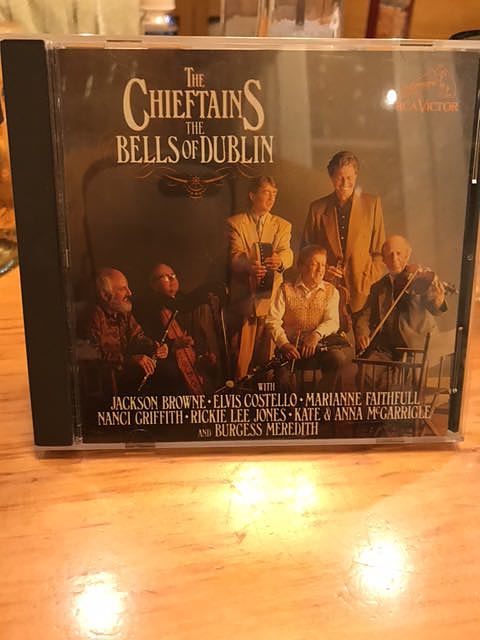 THE
CHIEFTAINS
THE
BELLS OF DUBLIN
RCA VICTOR
WITH
JACKSON BROWNE • ELVIS COSTELLO • MARIANNE FAITHFULL
NANCI GRIFFITH • RICKIE LEE JONES • KATE & ANNA McGARRIGLE
AND BURGESS MEREDITH